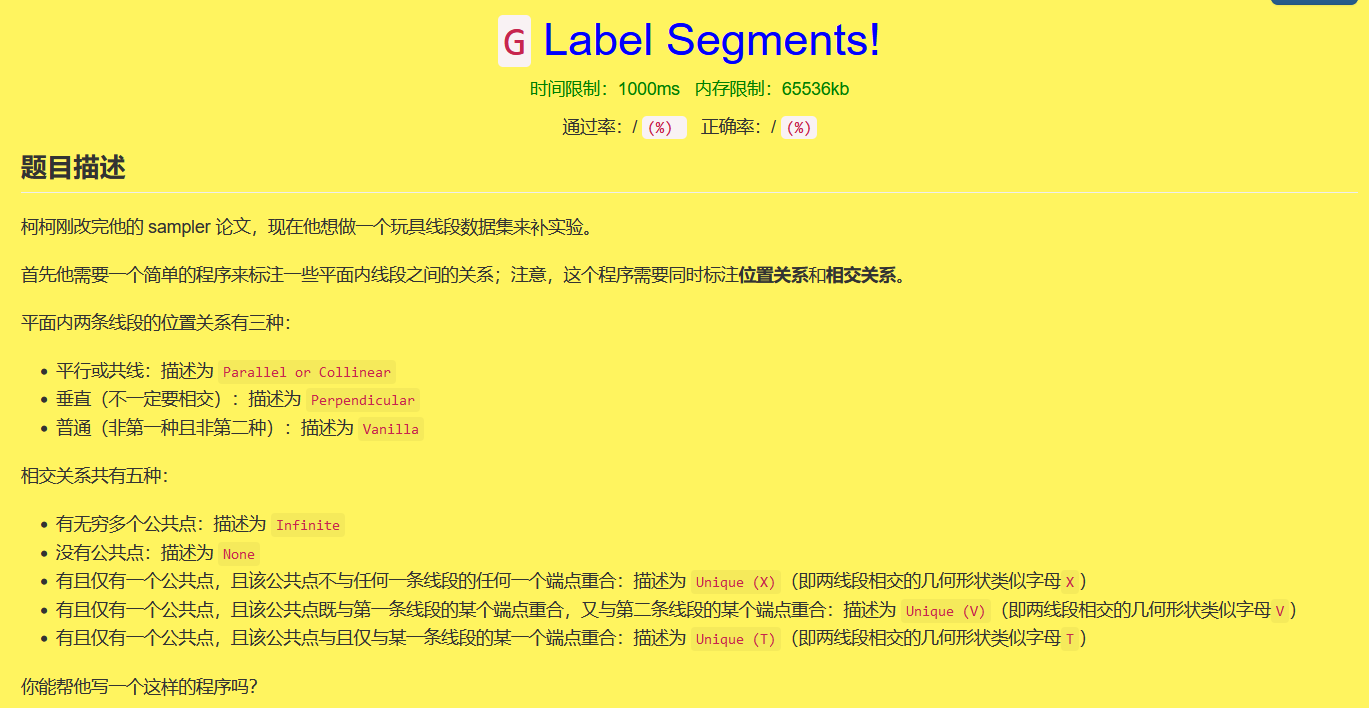 G Label Segments!
时间限制：1000ms 内存限制：65536kb
通过率：/ (%) 正确率：/ (%)
题目描述
柯柯刚改完他的 sampler 论文，现在他想做一个玩具线段数据集来补实验。
首先他需要一个简单的程序来标注一些平面内线段之间的关系；注意，这个程序需要同时标注位置关系和相交关系。
平面内两条线段的位置关系有三种：
• 平行或共线：描述为 Parallel or Collinear
• 垂直（不一定要相交）：描述为 Perpendicular
• 普通（非第一种且非第二种）：描述为 Vanilla
相交关系共有五种：
• 有无穷多个公共点：描述为 Infinite
• 没有公共点：描述为 None
• 有且仅有一个公共点，且该公共点不与任何一条线段的任何一个端点重合：描述为 Unique (X) （即两线段相交的几何形状类似字母 X ）
• 有且仅有一个公共点，且该公共点既与第一条线段的某个端点重合，又与第二条线段的某个端点重合：描述为 Unique (V) （即两线段相交的几何形状类似字母 V ）
• 有且仅有一个公共点，且该公共点与且仅与某一条线段的某一个端点重合：描述为 Unique (T) （即两线段相交的几何形状类似字母 T ）
你能帮他写一个这样的程序吗？